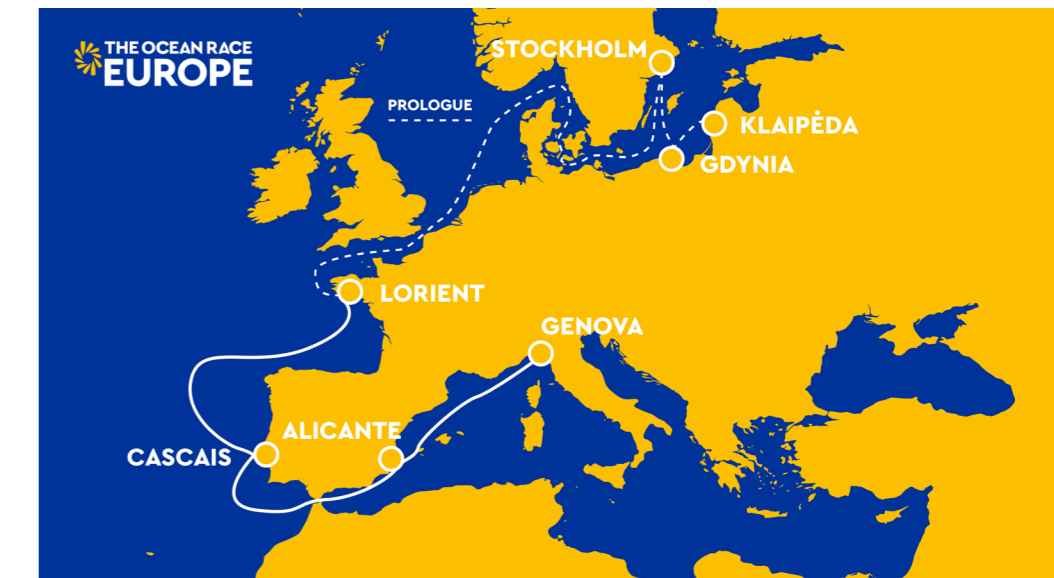 THE OCEAN RACE
EUROPE
STOCKHOLM
PROLOGUE
KLAIPĖDA
GDYNIA
LORIENT
GENOVA
ALICANTE
CASCAIS